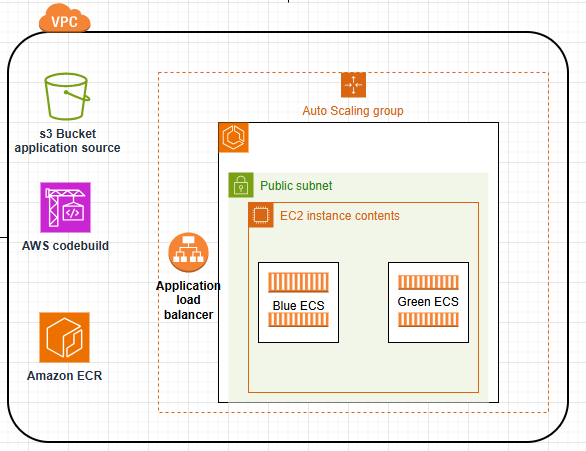 VPC
s3 Bucket
application source
AWS codebuild
Amazon ECR
Auto Scaling group
Public subnet
EC2 instance contents
Application
load
balancer
Blue ECS
Green ECS